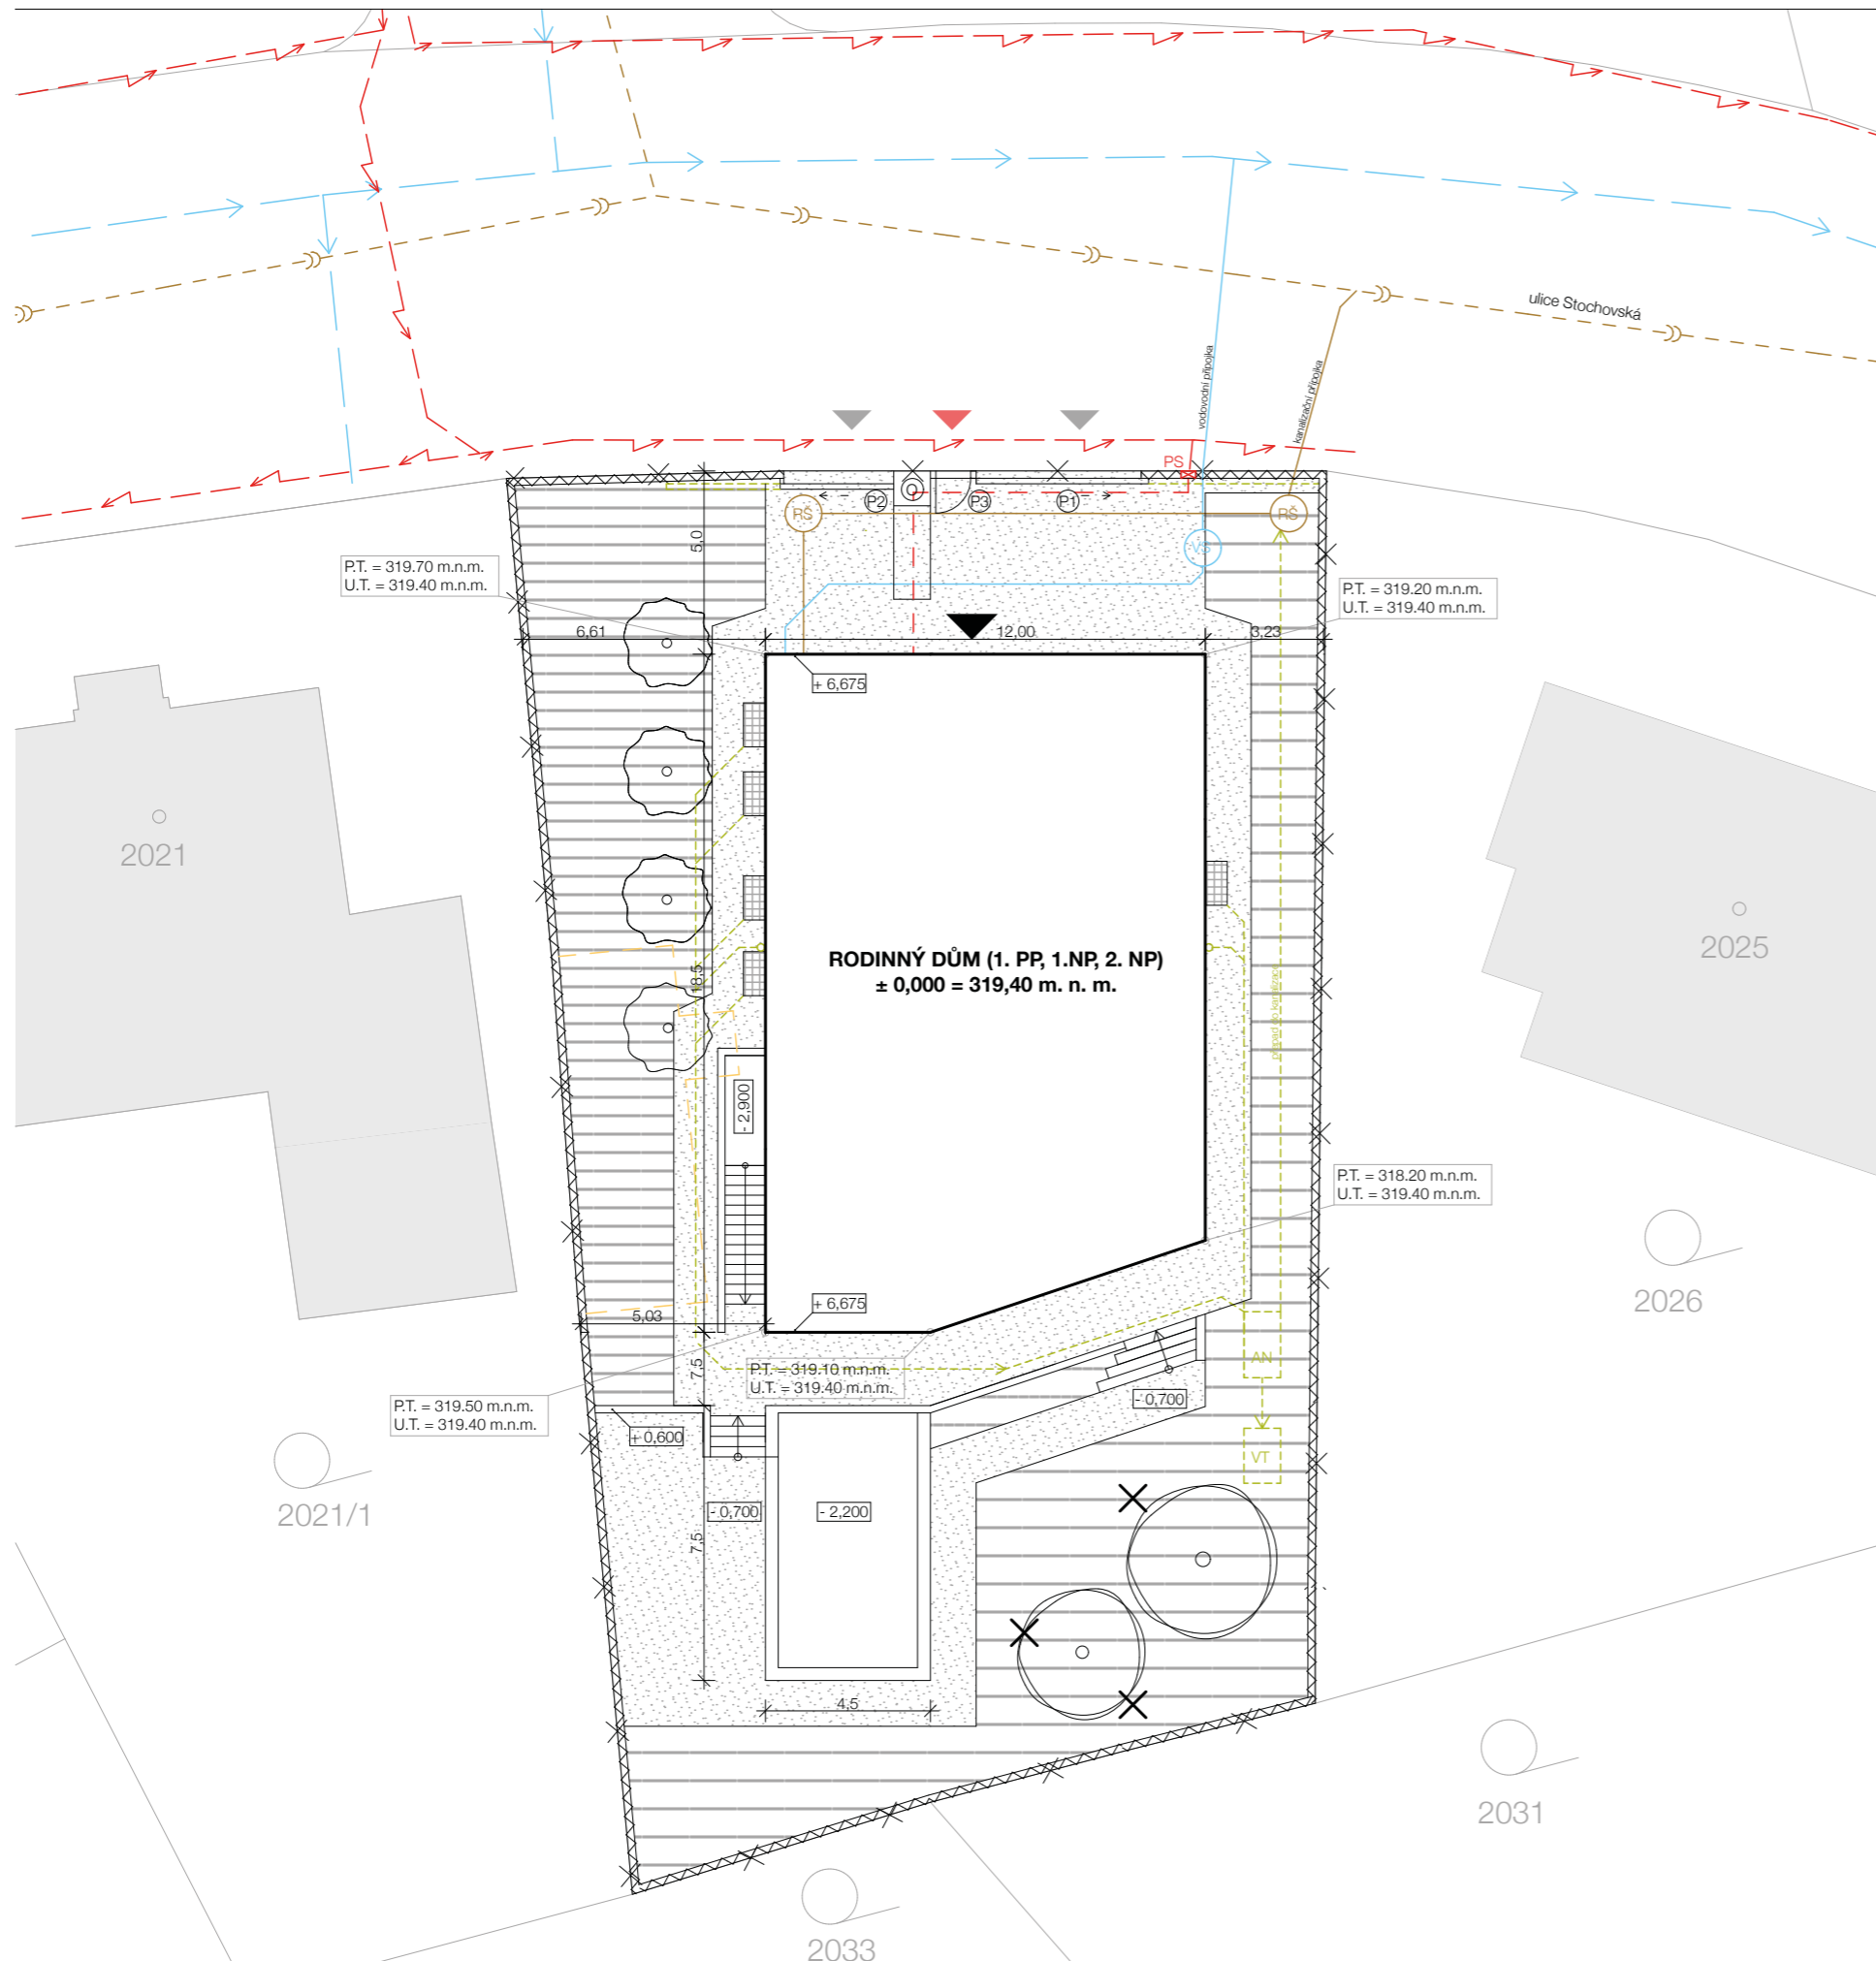 ulice Stochovská
vodovodní přípojka
kanalizační přípojka
PS
P2
P3
P1
RŠ
RŠ
VŠ
5,0
P.T. = 319.70 m.n.m.
U.T. = 319.40 m.n.m.
P.T. = 319.20 m.n.m.
U.T. = 319.40 m.n.m.
6,61
12,00
3,23
+ 6,675
2021
2025
RODINNÝ DŮM (1. PP, 1.NP, 2. NP)
± 0,000 = 319,40 m. n. m.
18,5
přepad do kanalizace
- 2,900
P.T. = 318.20 m.n.m.
U.T. = 319.40 m.n.m.
2026
+ 6,675
5,03
7,5
P.T. = 319.10 m.n.m.
U.T. = 319.40 m.n.m.
AN
- 0,700
P.T. = 319.50 m.n.m.
U.T. = 319.40 m.n.m.
+ 0,600
VT
2021/1
- 0,700
- 2,200
7,5
4,5
2031
2033